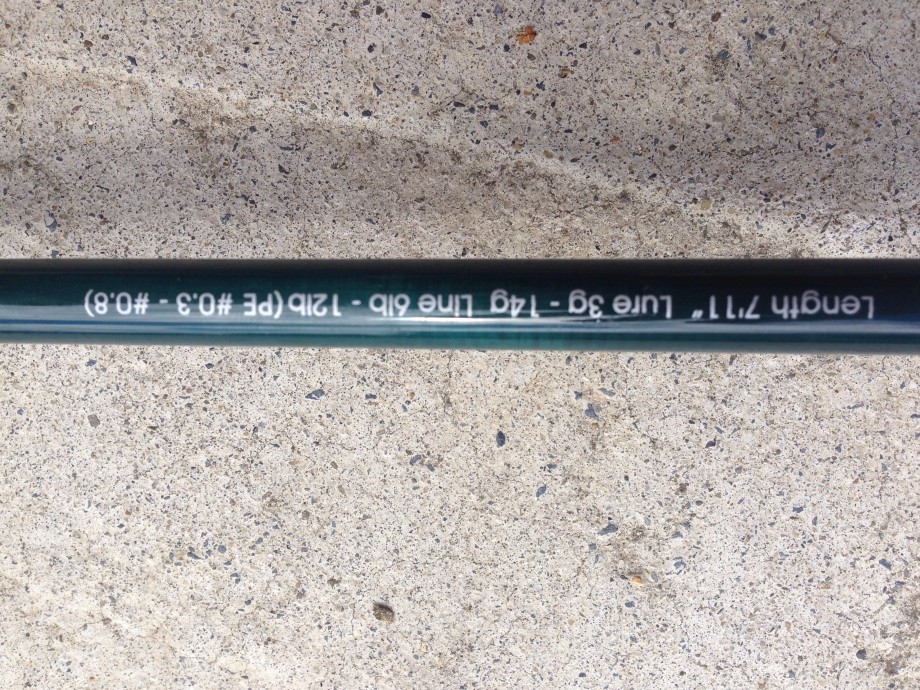 Length 7'11" Lure 3g - 14g Line 6lb - 12lb (PE #0.3 - #0.8)